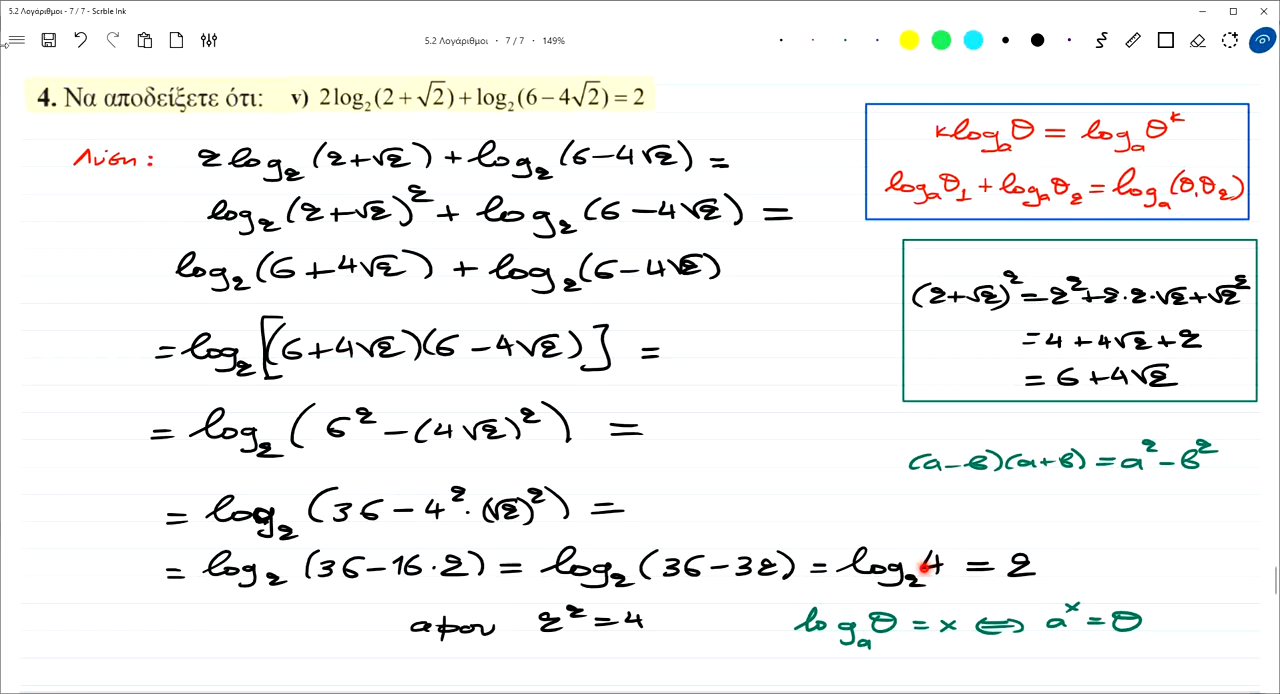 5.2 Λογάριθμοι - 7 / 7 - Scrble Ink
5.2 Λογάριθμοι • 7 / 7 • 149%
4. Να αποδείξετε ότι: v) 2log₂(2+√2)+log₂(6−4√2)=2
Λύση: 2log₂(2+√2)+log₂(6−4√2)=
log₂(2+√2)²+log₂(6−4√2)=
log₂(6+4√2)+log₂(6−4√2)
=log₂[(6+4√2)(6−4√2)]=
=log₂(6²−(4√2)²)=
=log₂(36−4²·(√2)²)=
=log₂(36−16·2)=log₂(36−32)=log₂4=2
αφου 2²=4
κlogₐθ=logₐθᵏ
logₐθ₁+logₐθ₂=logₐ(θ₁θ₂)
(2+√2)²=2²+2·2·√2+√2²
=4+4√2+2
=6+4√2
(α−β)(α+β)=α²−β²
logₐθ=x⇔aˣ=θ